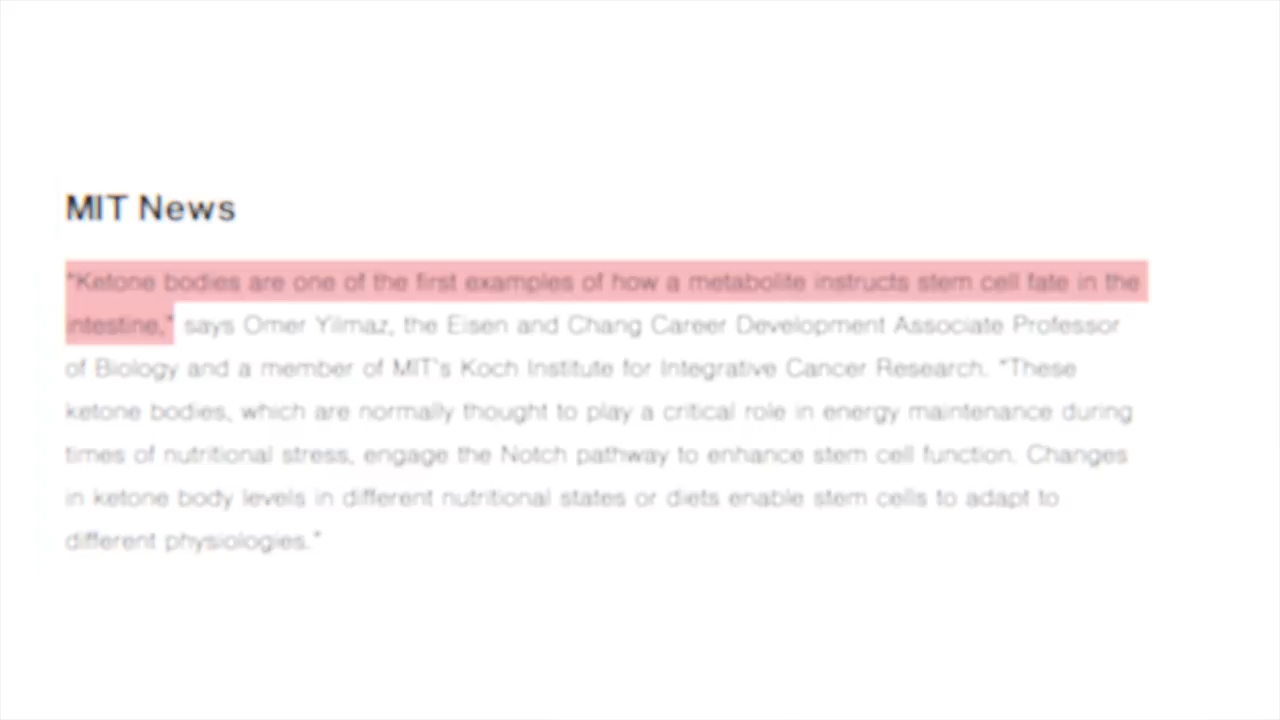 MIT News
"Ketone bodies are one of the first examples of how a metabolite instructs stem cell fate in the
intestine," says Omer Yilmaz, the Eisen and Chang Career Development Associate Professor
of Biology and a member of MIT's Koch Institute for Integrative Cancer Research. "These
ketone bodies, which are normally thought to play a critical role in energy maintenance during
times of nutritional stress, engage the Notch pathway to enhance stem cell function. Changes
in ketone body levels in different nutritional states or diets enable stem cells to adapt to
different physiologies."